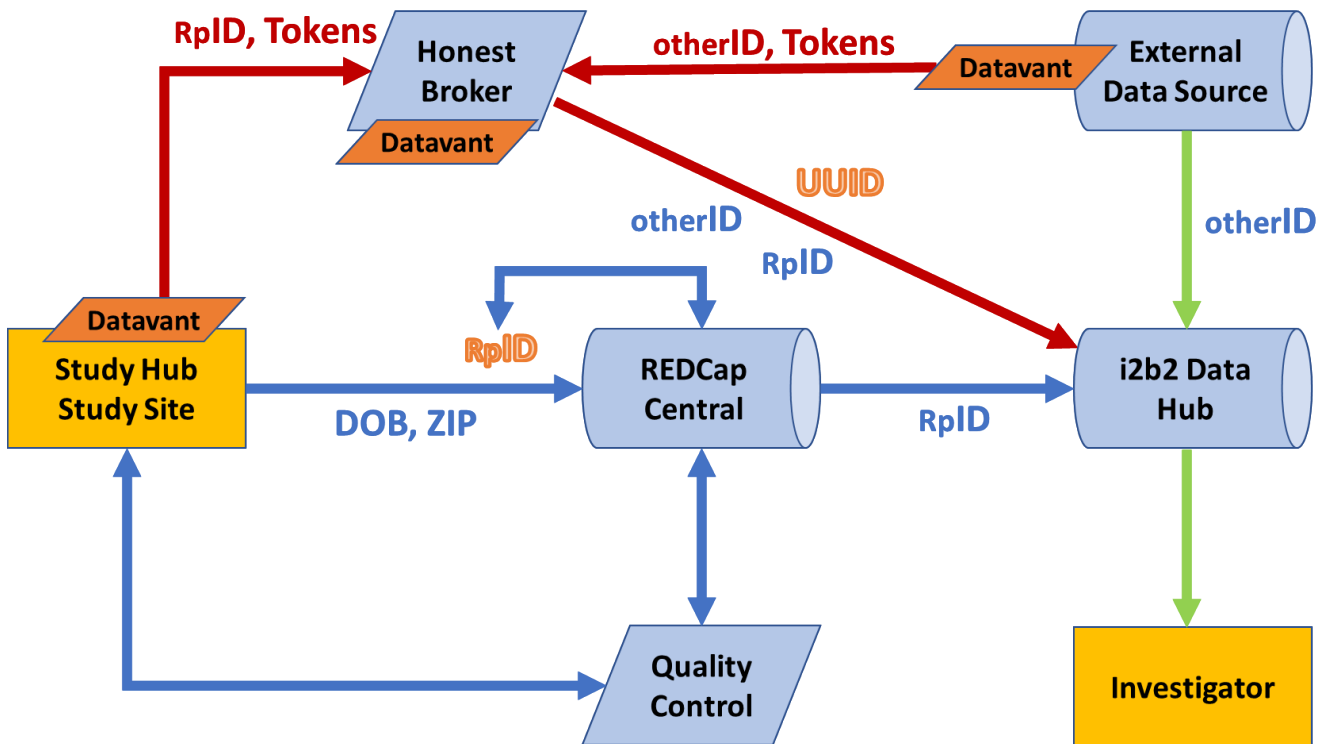 RpID, Tokens
Honest
Broker
Datavant
otherID, Tokens
Datavant
External
Data Source
UUID
otherID
RpID
otherID
Datavant
Study Hub
Study Site
RpID
DOB, ZIP
REDCap
Central
RpID
i2b2 Data
Hub
Quality
Control
Investigator